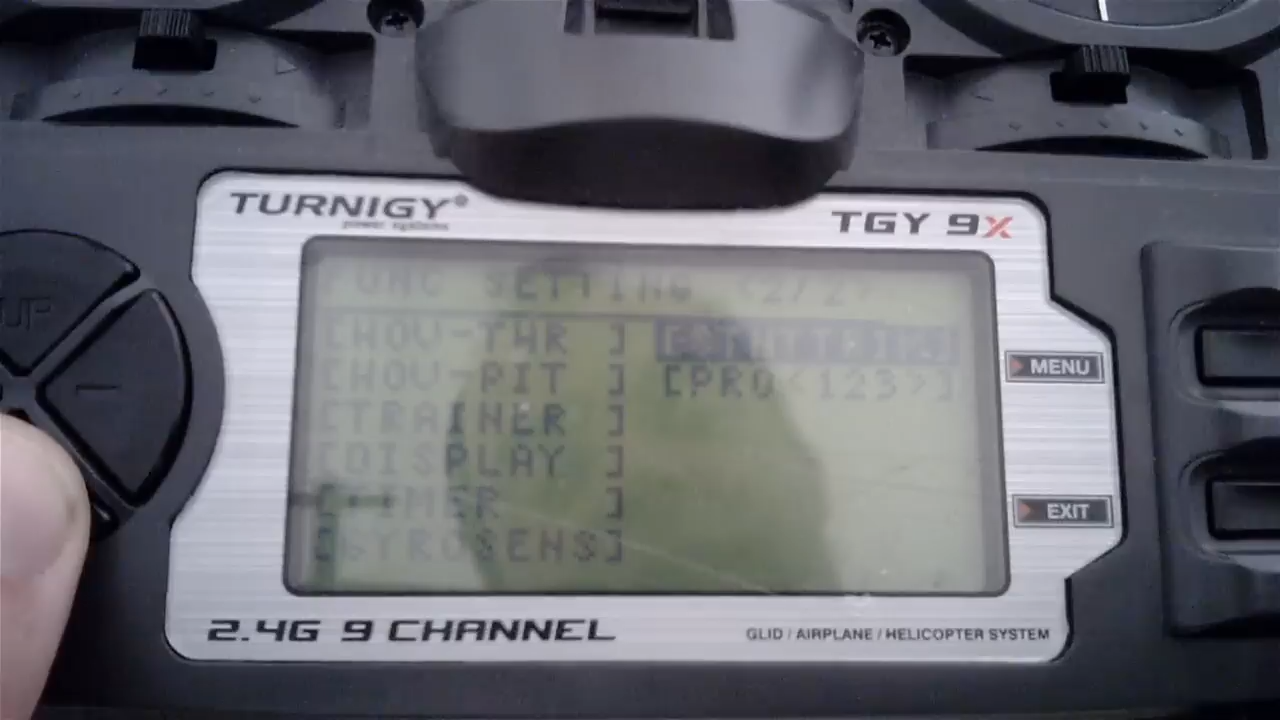 UP
TURNIGY®
power systems
TGY 9X
FUNC SETTING <2/2>
[HOV-THR ]
[HOV-PIT ] [PRO<123>]
[TRAINER ]
[DISPLAY ]
[TIMER ]
[GYROSENS]
MENU
EXIT
2.4G 9 CHANNEL
GLID / AIRPLANE / HELICOPTER SYSTEM